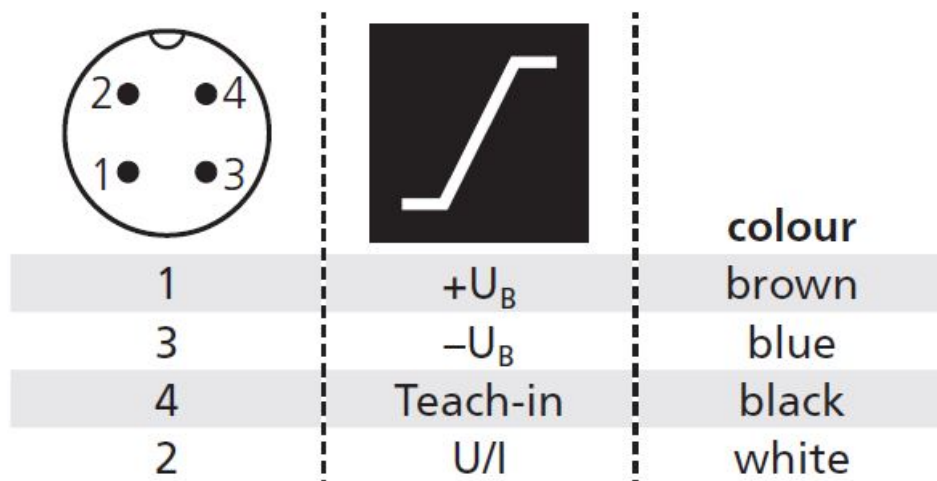 2 4
1 3
colour
1 +U_B brown
3 –U_B blue
4 Teach-in black
2 U/I white